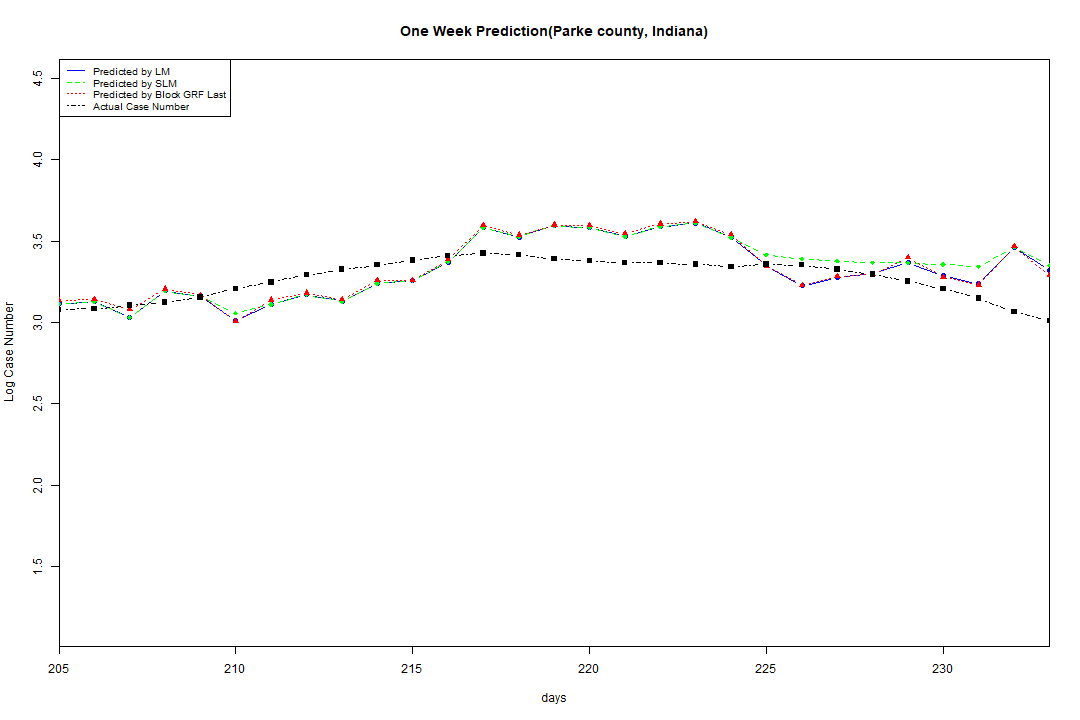 One Week Prediction(Parke county, Indiana)
Predicted by LM
Predicted by SLM
Predicted by Block GRF Last
Actual Case Number
4.5
4.0
3.5
3.0
2.5
2.0
1.5
Log Case Number
205 210 215 220 225 230
days